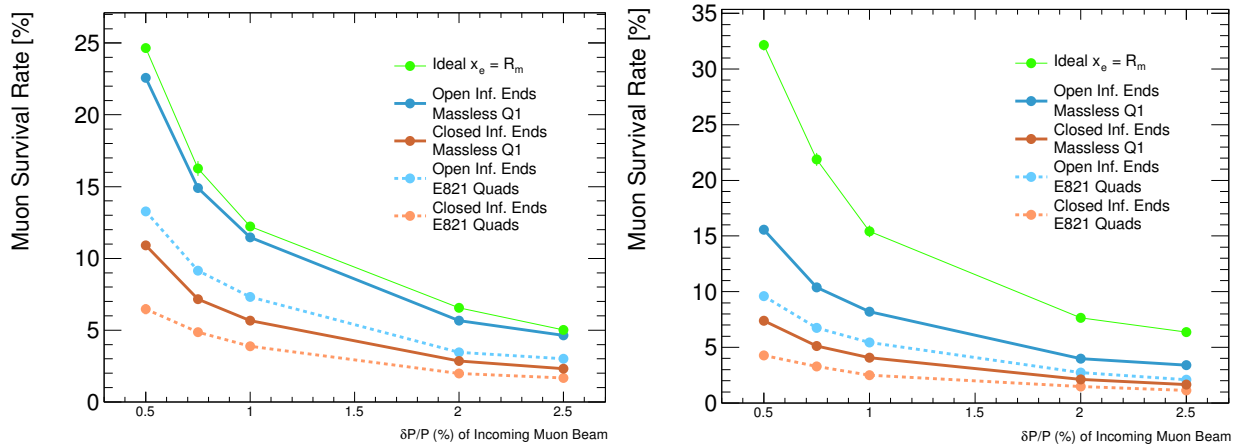 Muon Survival Rate [%]
25
20
15
10
5
0
0.5
1
1.5
2
2.5
δP/P (%) of Incoming Muon Beam
Ideal x_e = R_m
Open Inf. Ends
Massless Q1
Closed Inf. Ends
Massless Q1
Open Inf. Ends
E821 Quads
Closed Inf. Ends
E821 Quads
Muon Survival Rate [%]
35
30
25
20
15
10
5
0
0.5
1
1.5
2
2.5
δP/P (%) of Incoming Muon Beam
Ideal x_e = R_m
Open Inf. Ends
Massless Q1
Closed Inf. Ends
Massless Q1
Open Inf. Ends
E821 Quads
Closed Inf. Ends
E821 Quads